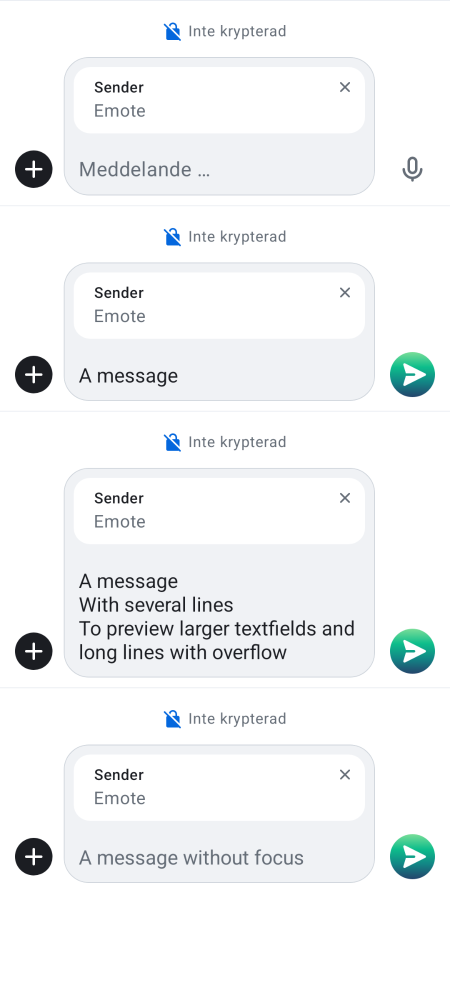 Inte krypterad
Sender
Emote
Meddelande …
Inte krypterad
Sender
Emote
A message
Inte krypterad
Sender
Emote
A message
With several lines
To preview larger textfields and
long lines with overflow
Inte krypterad
Sender
Emote
A message without focus